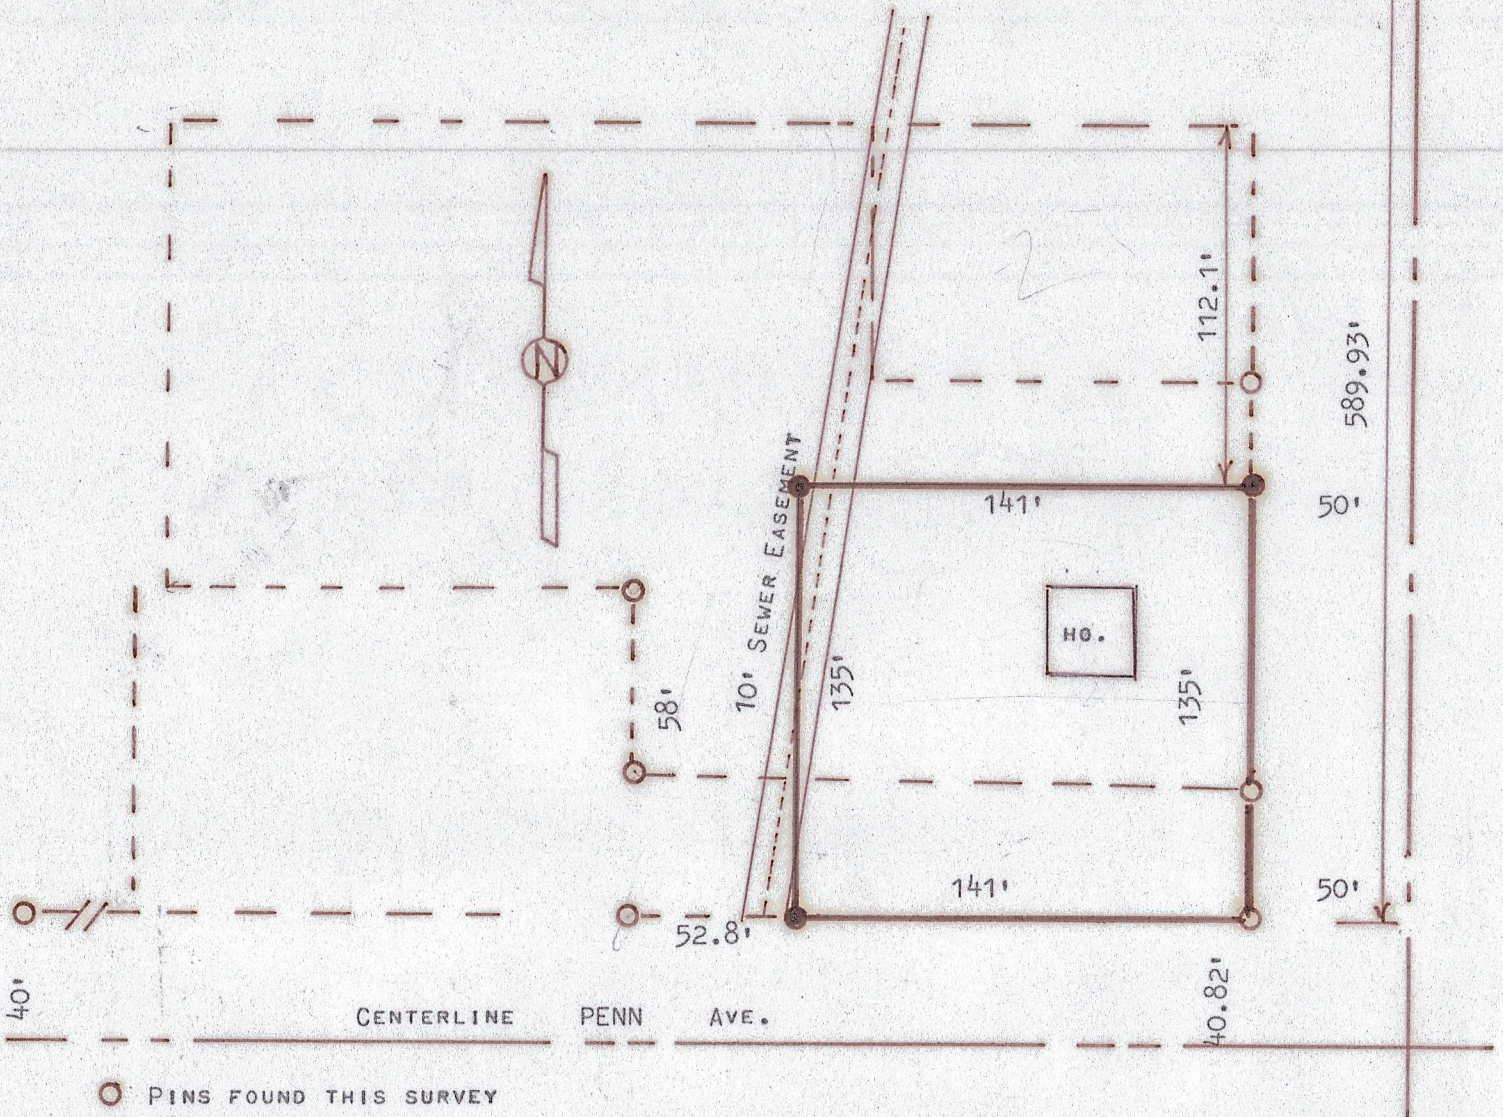 N
2
112.1'
589.93'
10' SEWER EASEMENT
141'
50'
HO.
58'
135'
135'
141'
50'
52.8'
40'
40.82'
CENTERLINE PENN AVE.
PINS FOUND THIS SURVEY